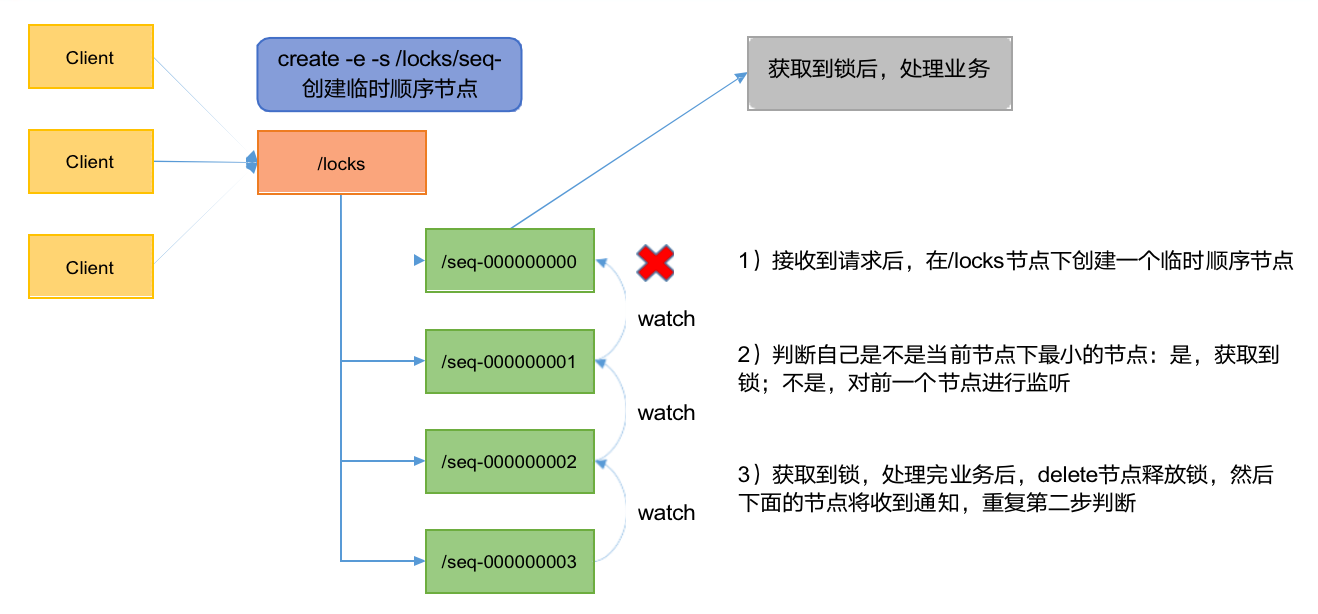 Client
create -e -s /locks/seq-
创建临时顺序节点
获取到锁后，处理业务
Client
/locks
Client
/seq-000000000
1）接收到请求后，在/locks节点下创建一个临时顺序节点
watch
/seq-000000001
2）判断自己是不是当前节点下最小的节点：是，获取到
锁；不是，对前一个节点进行监听
watch
/seq-000000002
3）获取到锁，处理完业务后，delete节点释放锁，然后
下面的节点将收到通知，重复第二步判断
watch
/seq-000000003